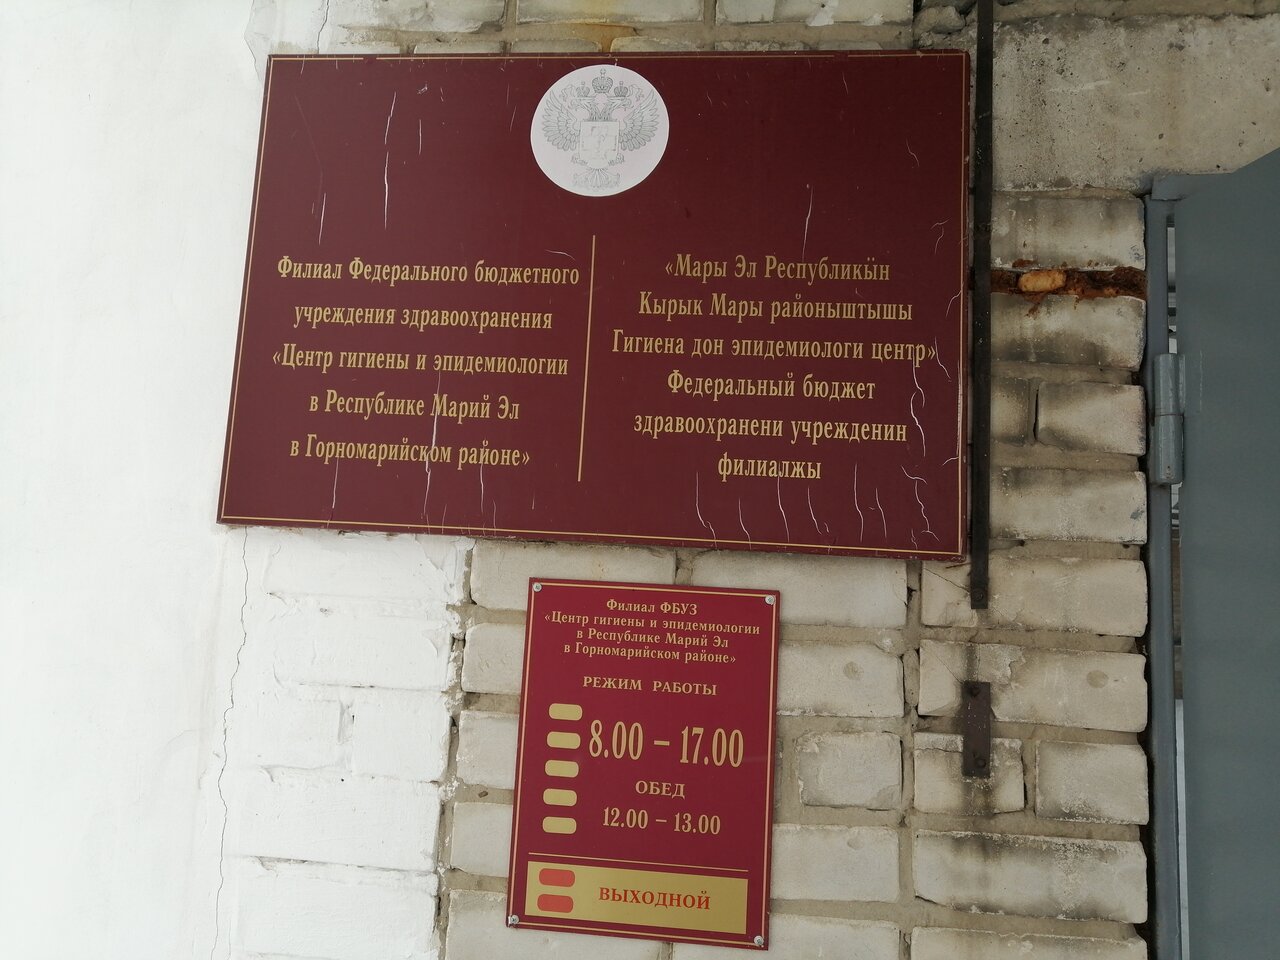 Филиал Федерального бюджетного
учреждения здравоохранения
«Центр гигиены и эпидемиологии
в Республике Марий Эл
в Горномарийском районе»
«Мары Эл Республикӹн
Кырык Мары районыштышы
Гигиена дон эпидемиологи центр»
Федеральный бюджет
здравоохранени учрежденин
филиалжы
Филиал ФБУЗ
«Центр гигиены и эпидемиологии
в Республике Марий Эл
в Горномарийском районе»
РЕЖИМ РАБОТЫ
8.00 – 17.00
ОБЕД
12.00 – 13.00
ВЫХОДНОЙ